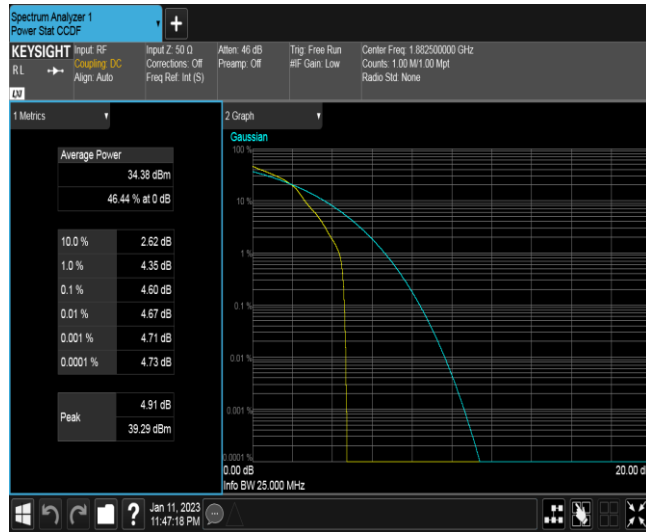 Spectrum Analyzer 1
Power Stat CCDF
KEYSIGHT
RL
LXI
Input: RF
Coupling: DC
Align: Auto
Input Z: 50 Ω
Corrections: Off
Freq Ref: Int (S)
Atten: 46 dB
Preamp: Off
Trig: Free Run
#IF Gain: Low
Center Freq: 1.882500000 GHz
Counts: 1.00 M/1.00 Mpt
Radio Std: None
1 Metrics
Average Power
34.38 dBm
46.44 % at 0 dB
10.0 % 2.62 dB
1.0 % 4.35 dB
0.1 % 4.60 dB
0.01 % 4.67 dB
0.001 % 4.71 dB
0.0001 % 4.73 dB
Peak
4.91 dB
39.29 dBm
2 Graph
Gaussian
100 %
10 %
1 %
0.1 %
0.01 %
0.001 %
0.0001 %
0.00 dB
20.00 d
Info BW 25.000 MHz
?
Jan 11, 2023
11:47:18 PM